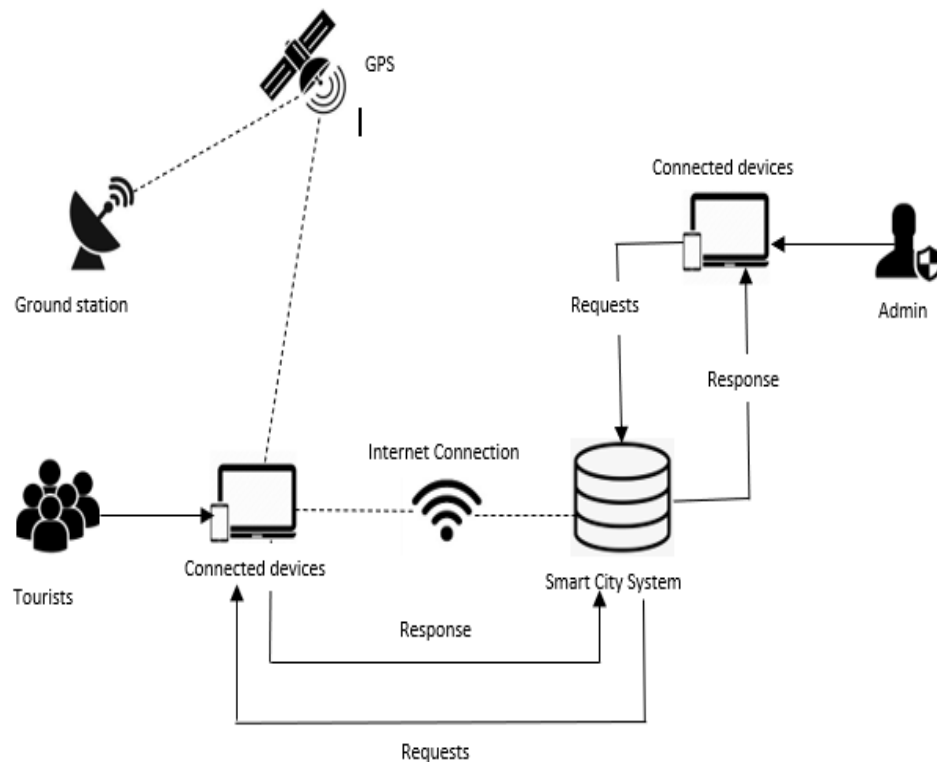 GPS
Connected devices
Ground station
Requests
Admin
Response
Internet Connection
Tourists
Connected devices
Smart City System
Response
Requests